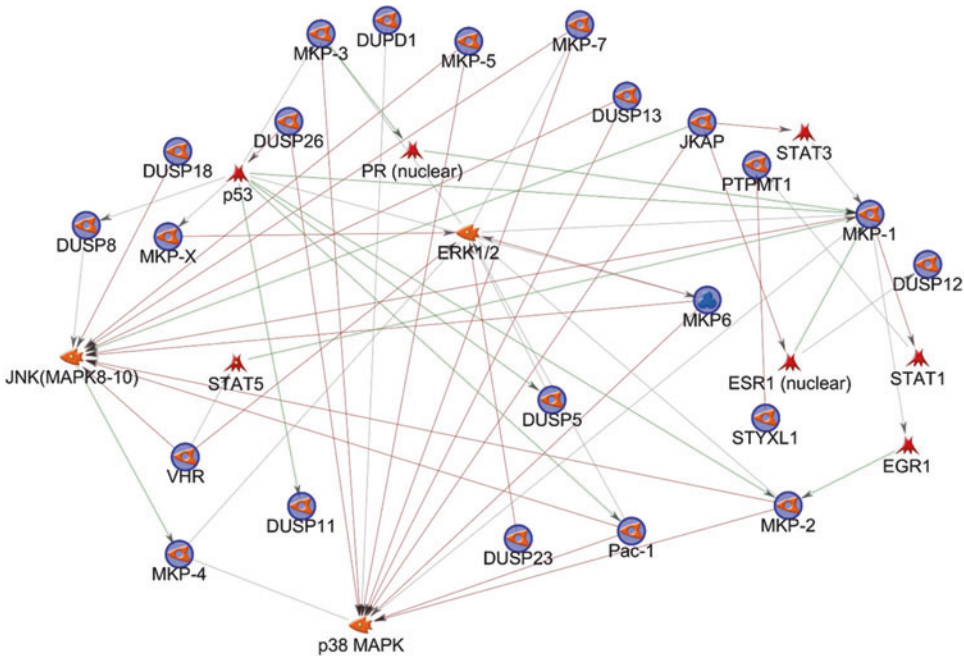 MKP-3
DUPD1
MKP-5
MKP-7
DUSP13
DUSP26
JKAP
STAT3
DUSP18
PR (nuclear)
PTPMT1
p53
DUSP8
MKP-X
ERK1/2
MKP-1
DUSP12
MKP6
JNK(MAPK8-10)
STAT5
ESR1 (nuclear)
STAT1
DUSP5
STYXL1
VHR
EGR1
DUSP11
MKP-2
DUSP23
Pac-1
MKP-4
p38 MAPK